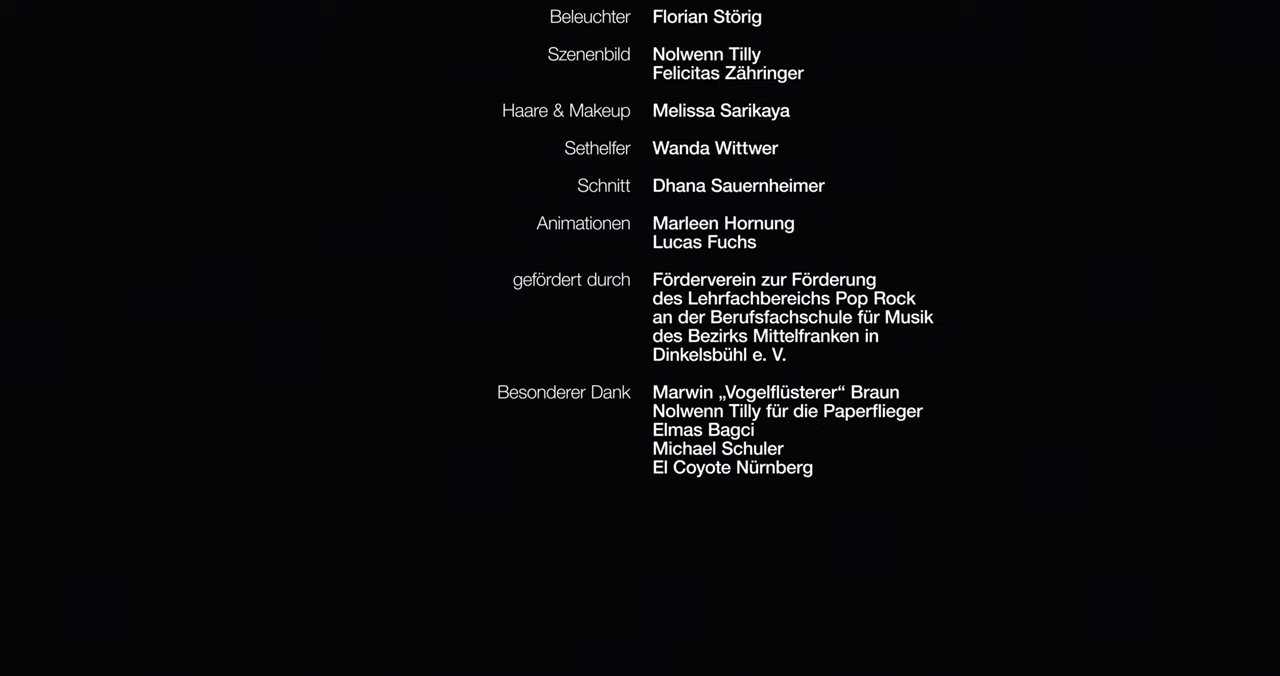 Beleuchter Florian Störig
Szenenbild Nolwenn Tilly
Felicitas Zähringer
Haare & Makeup Melissa Sarikaya
Sethelfer Wanda Wittwer
Schnitt Dhana Sauernheimer
Animationen Marleen Hornung
Lucas Fuchs
gefördert durch Förderverein zur Förderung
des Lehrfachbereichs Pop Rock
an der Berufsfachschule für Musik
des Bezirks Mittelfranken in
Dinkelsbühl e. V.
Besonderer Dank Marwin „Vogelflüsterer“ Braun
Nolwenn Tilly für die Paperflieger
Elmas Bagci
Michael Schuler
El Coyote Nürnberg